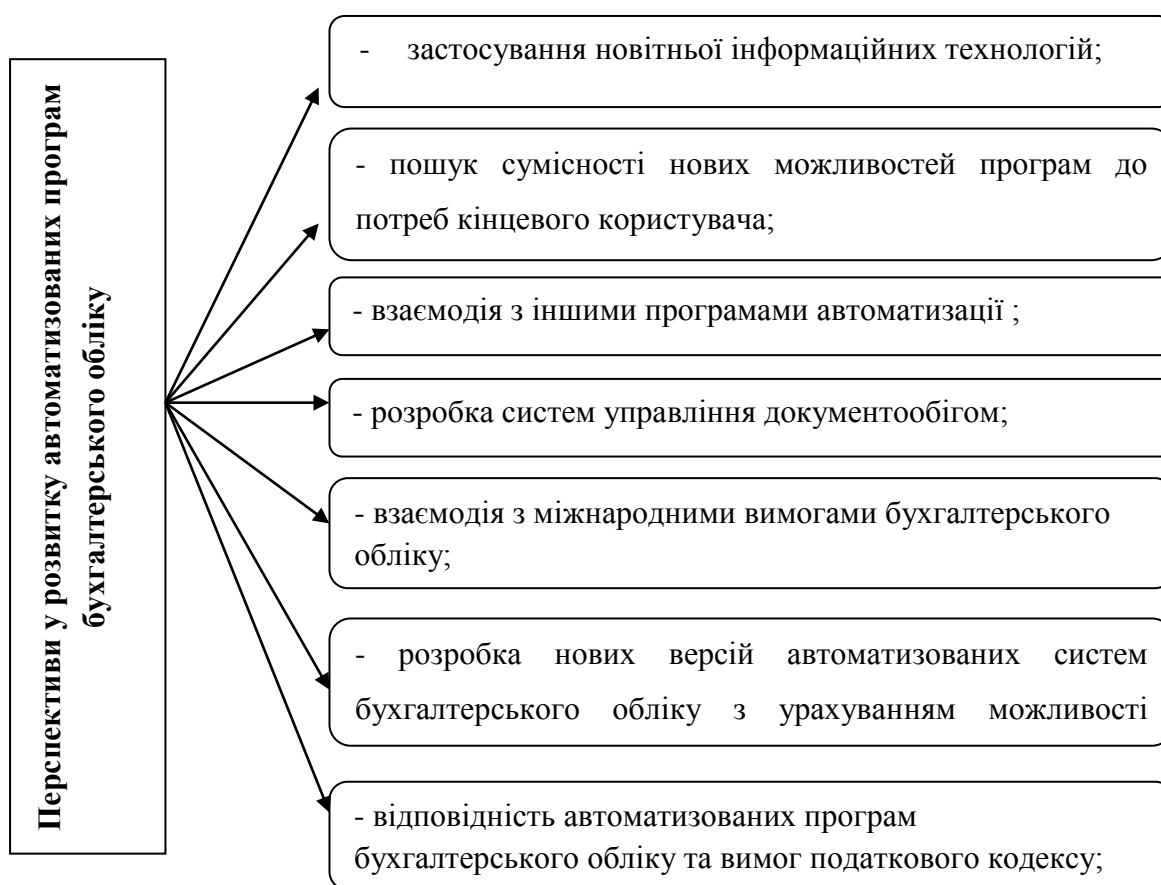 Перспективи у розвитку автоматизованих програм
бухгалтерського обліку
- застосування новітньої інформаційних технологій;
- пошук сумісності нових можливостей програм до
потреб кінцевого користувача;
- взаємодія з іншими програмами автоматизації ;
- розробка систем управління документообігом;
- взаємодія з міжнародними вимогами бухгалтерського
обліку;
- розробка нових версій автоматизованих систем
бухгалтерського обліку з урахуванням можливості
- відповідність автоматизованих програм
бухгалтерського обліку та вимог податкового кодексу;